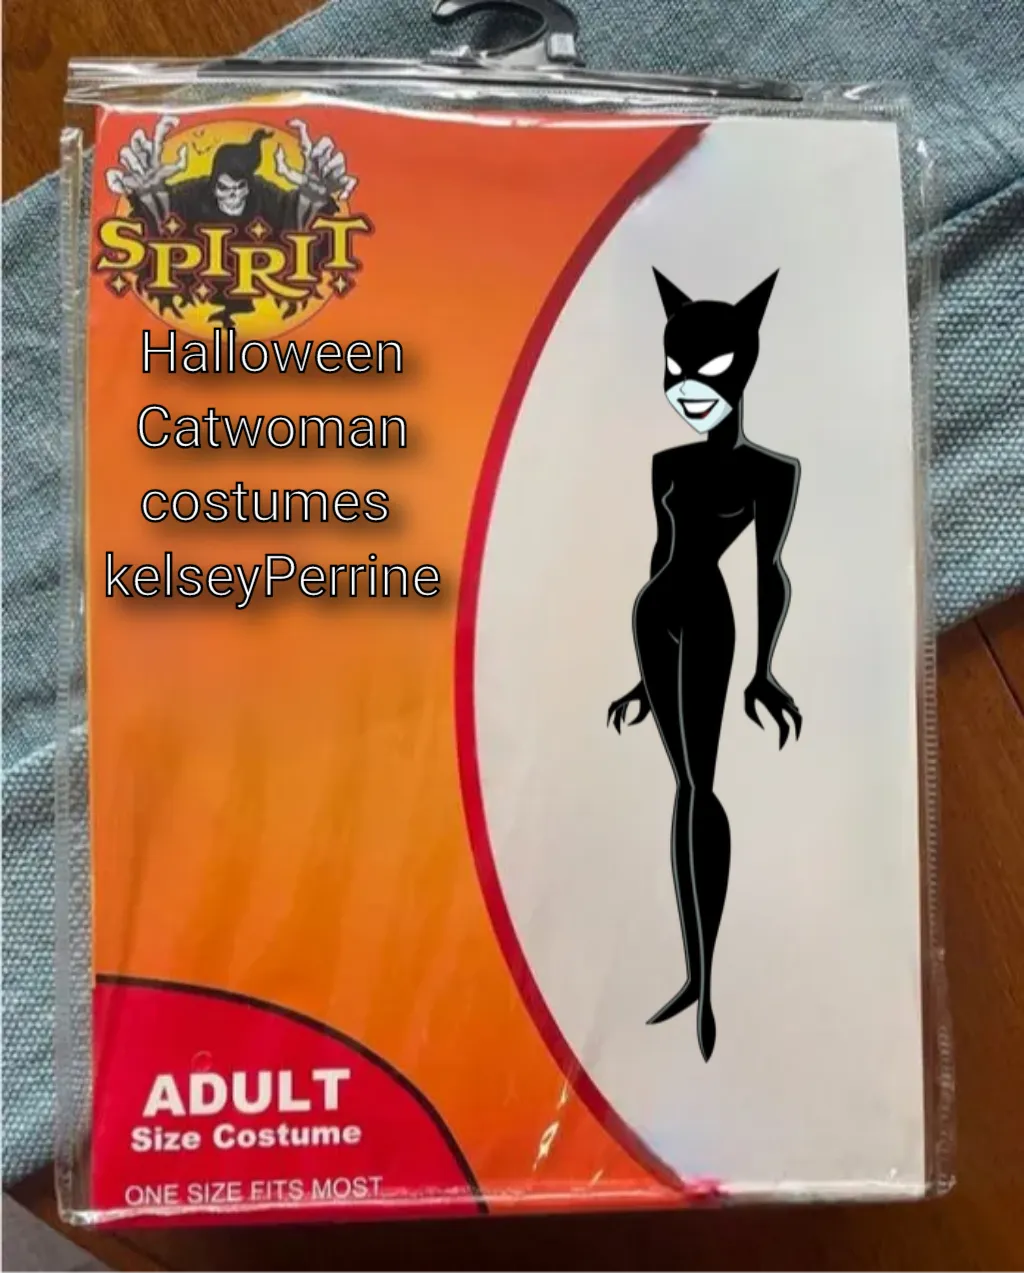 SPIRIT
Halloween
Catwoman
costumes
kelseyPerrine
ADULT
Size Costume
ONE SIZE FITS MOST